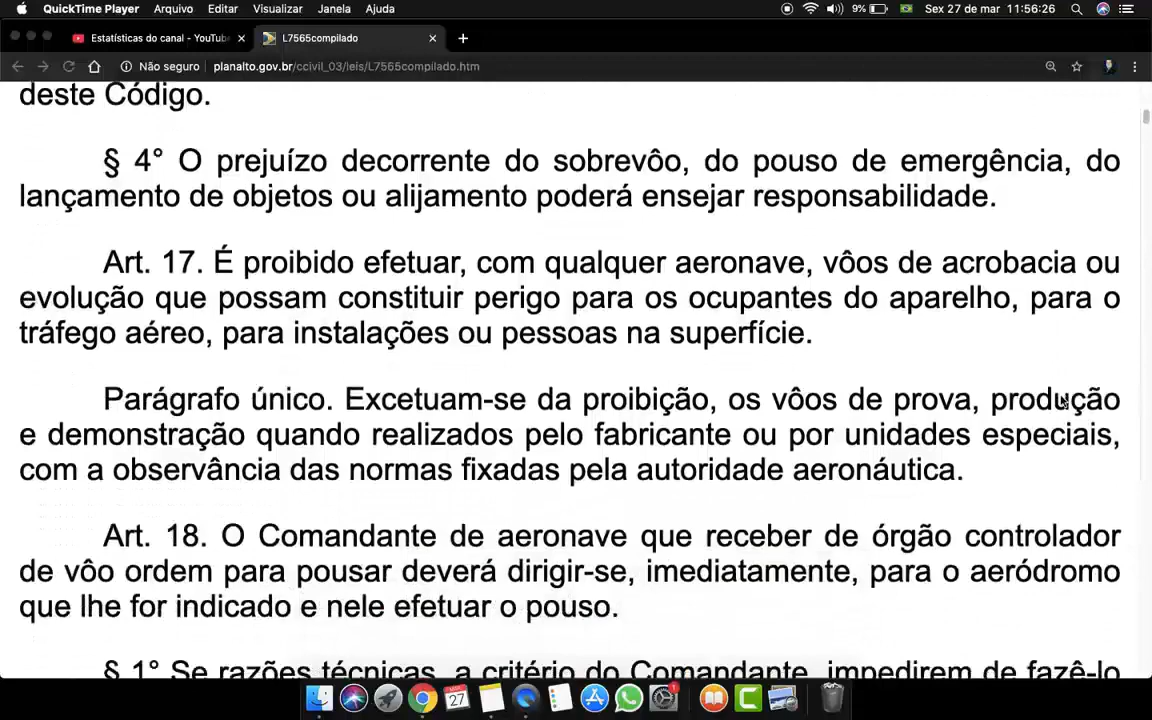 QuickTime Player Arquivo Editar Visualizar Janela Ajuda 9% Sex 27 de mar 11:56:26
Estatísticas do canal - YouTub L7565compilado
Não seguro planalto.gov.br/ccivil_03/leis/L7565compilado.htm
deste Código.
§ 4° O prejuízo decorrente do sobrevôo, do pouso de emergência, do
lançamento de objetos ou alijamento poderá ensejar responsabilidade.
Art. 17. É proibido efetuar, com qualquer aeronave, vôos de acrobacia ou
evolução que possam constituir perigo para os ocupantes do aparelho, para o
tráfego aéreo, para instalações ou pessoas na superfície.
Parágrafo único. Excetuam-se da proibição, os vôos de prova, produção
e demonstração quando realizados pelo fabricante ou por unidades especiais,
com a observância das normas fixadas pela autoridade aeronáutica.
Art. 18. O Comandante de aeronave que receber de órgão controlador
de vôo ordem para pousar deverá dirigir-se, imediatamente, para o aeródromo
que lhe for indicado e nele efetuar o pouso.
§ 1° Se razões técnicas, a critério do Comandante, impedirem de fazê-lo
27
1